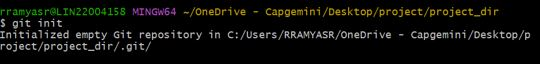 rramyasr@LIN22004158 MINGW64 ~/OneDrive - Capgemini/Desktop/project/project_dir
$ git init
Initialized empty Git repository in C:/Users/RRAMYASR/OneDrive - Capgemini/Desktop/p
roject/project_dir/.git/